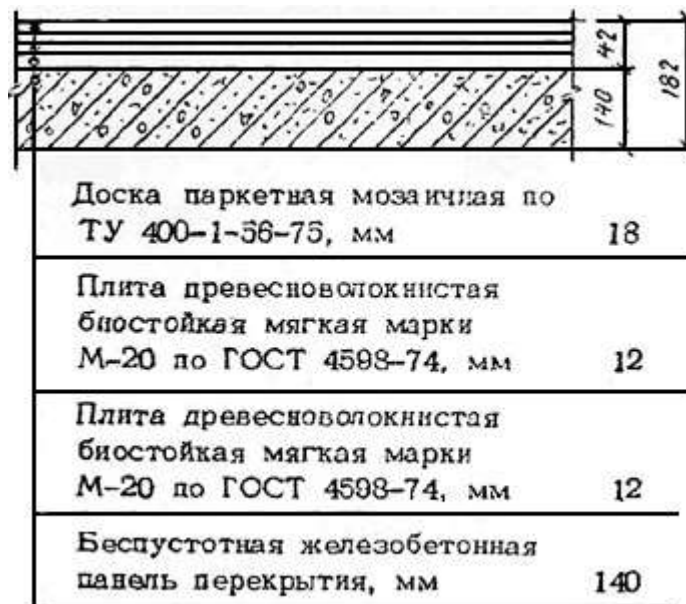 42
140
182
Доска паркетная мозаичная по
ТУ 400-1-56-75, мм 18
Плита древесноволокнистая
биостойкая мягкая марки
М-20 по ГОСТ 4598-74, мм 12
Плита древесноволокнистая
биостойкая мягкая марки
М-20 по ГОСТ 4598-74, мм 12
Беспустотная железобетонная
панель перекрытия, мм 140